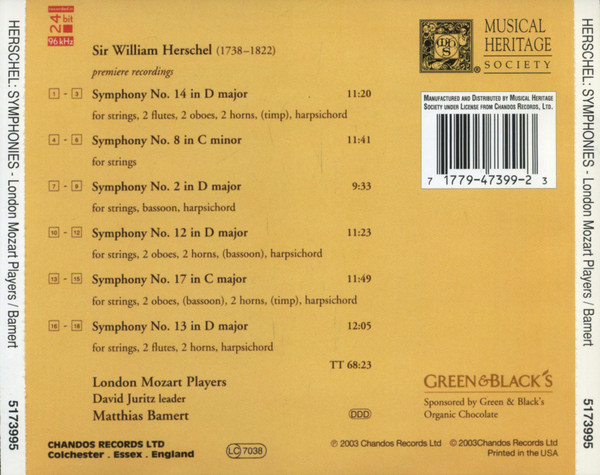 HERSCHEL: SYMPHONIES - London Mozart Players / Bamert 5173995
recorded in
24 bit
96 kHz
Sir William Herschel (1738–1822)
premiere recordings
1 - 3 Symphony No. 14 in D major 11:20
for strings, 2 flutes, 2 oboes, 2 horns, (timp), harpsichord
4 - 6 Symphony No. 8 in C minor 11:41
for strings
7 - 9 Symphony No. 2 in D major 9:33
for strings, bassoon, harpsichord
10 - 12 Symphony No. 12 in D major 11:23
for strings, 2 oboes, 2 horns, (bassoon), harpsichord
13 - 15 Symphony No. 17 in C major 11:49
for strings, 2 oboes, (bassoon), 2 horns, (timp), harpsichord
16 - 18 Symphony No. 13 in D major 12:05
for strings, 2 flutes, 2 horns, harpsichord
TT 68:23
London Mozart Players
David Juritz leader
Matthias Bamert
DDD
CHANDOS RECORDS LTD
Colchester . Essex . England
LC 7038
MUSICAL
HERITAGE
SOCIETY
®
MANUFACTURED AND DISTRIBUTED BY MUSICAL HERITAGE
SOCIETY UNDER LICENSE FROM CHANDOS RECORDS, LTD.
7 17794-47399-2 3
GREEN&BLACK'S
Sponsored by Green & Black's
Organic Chocolate
℗ 2003 Chandos Records Ltd © 2003Chandos Records Ltd
Printed in the USA
HERSCHEL: SYMPHONIES - London Mozart Players / Bamert 5173995